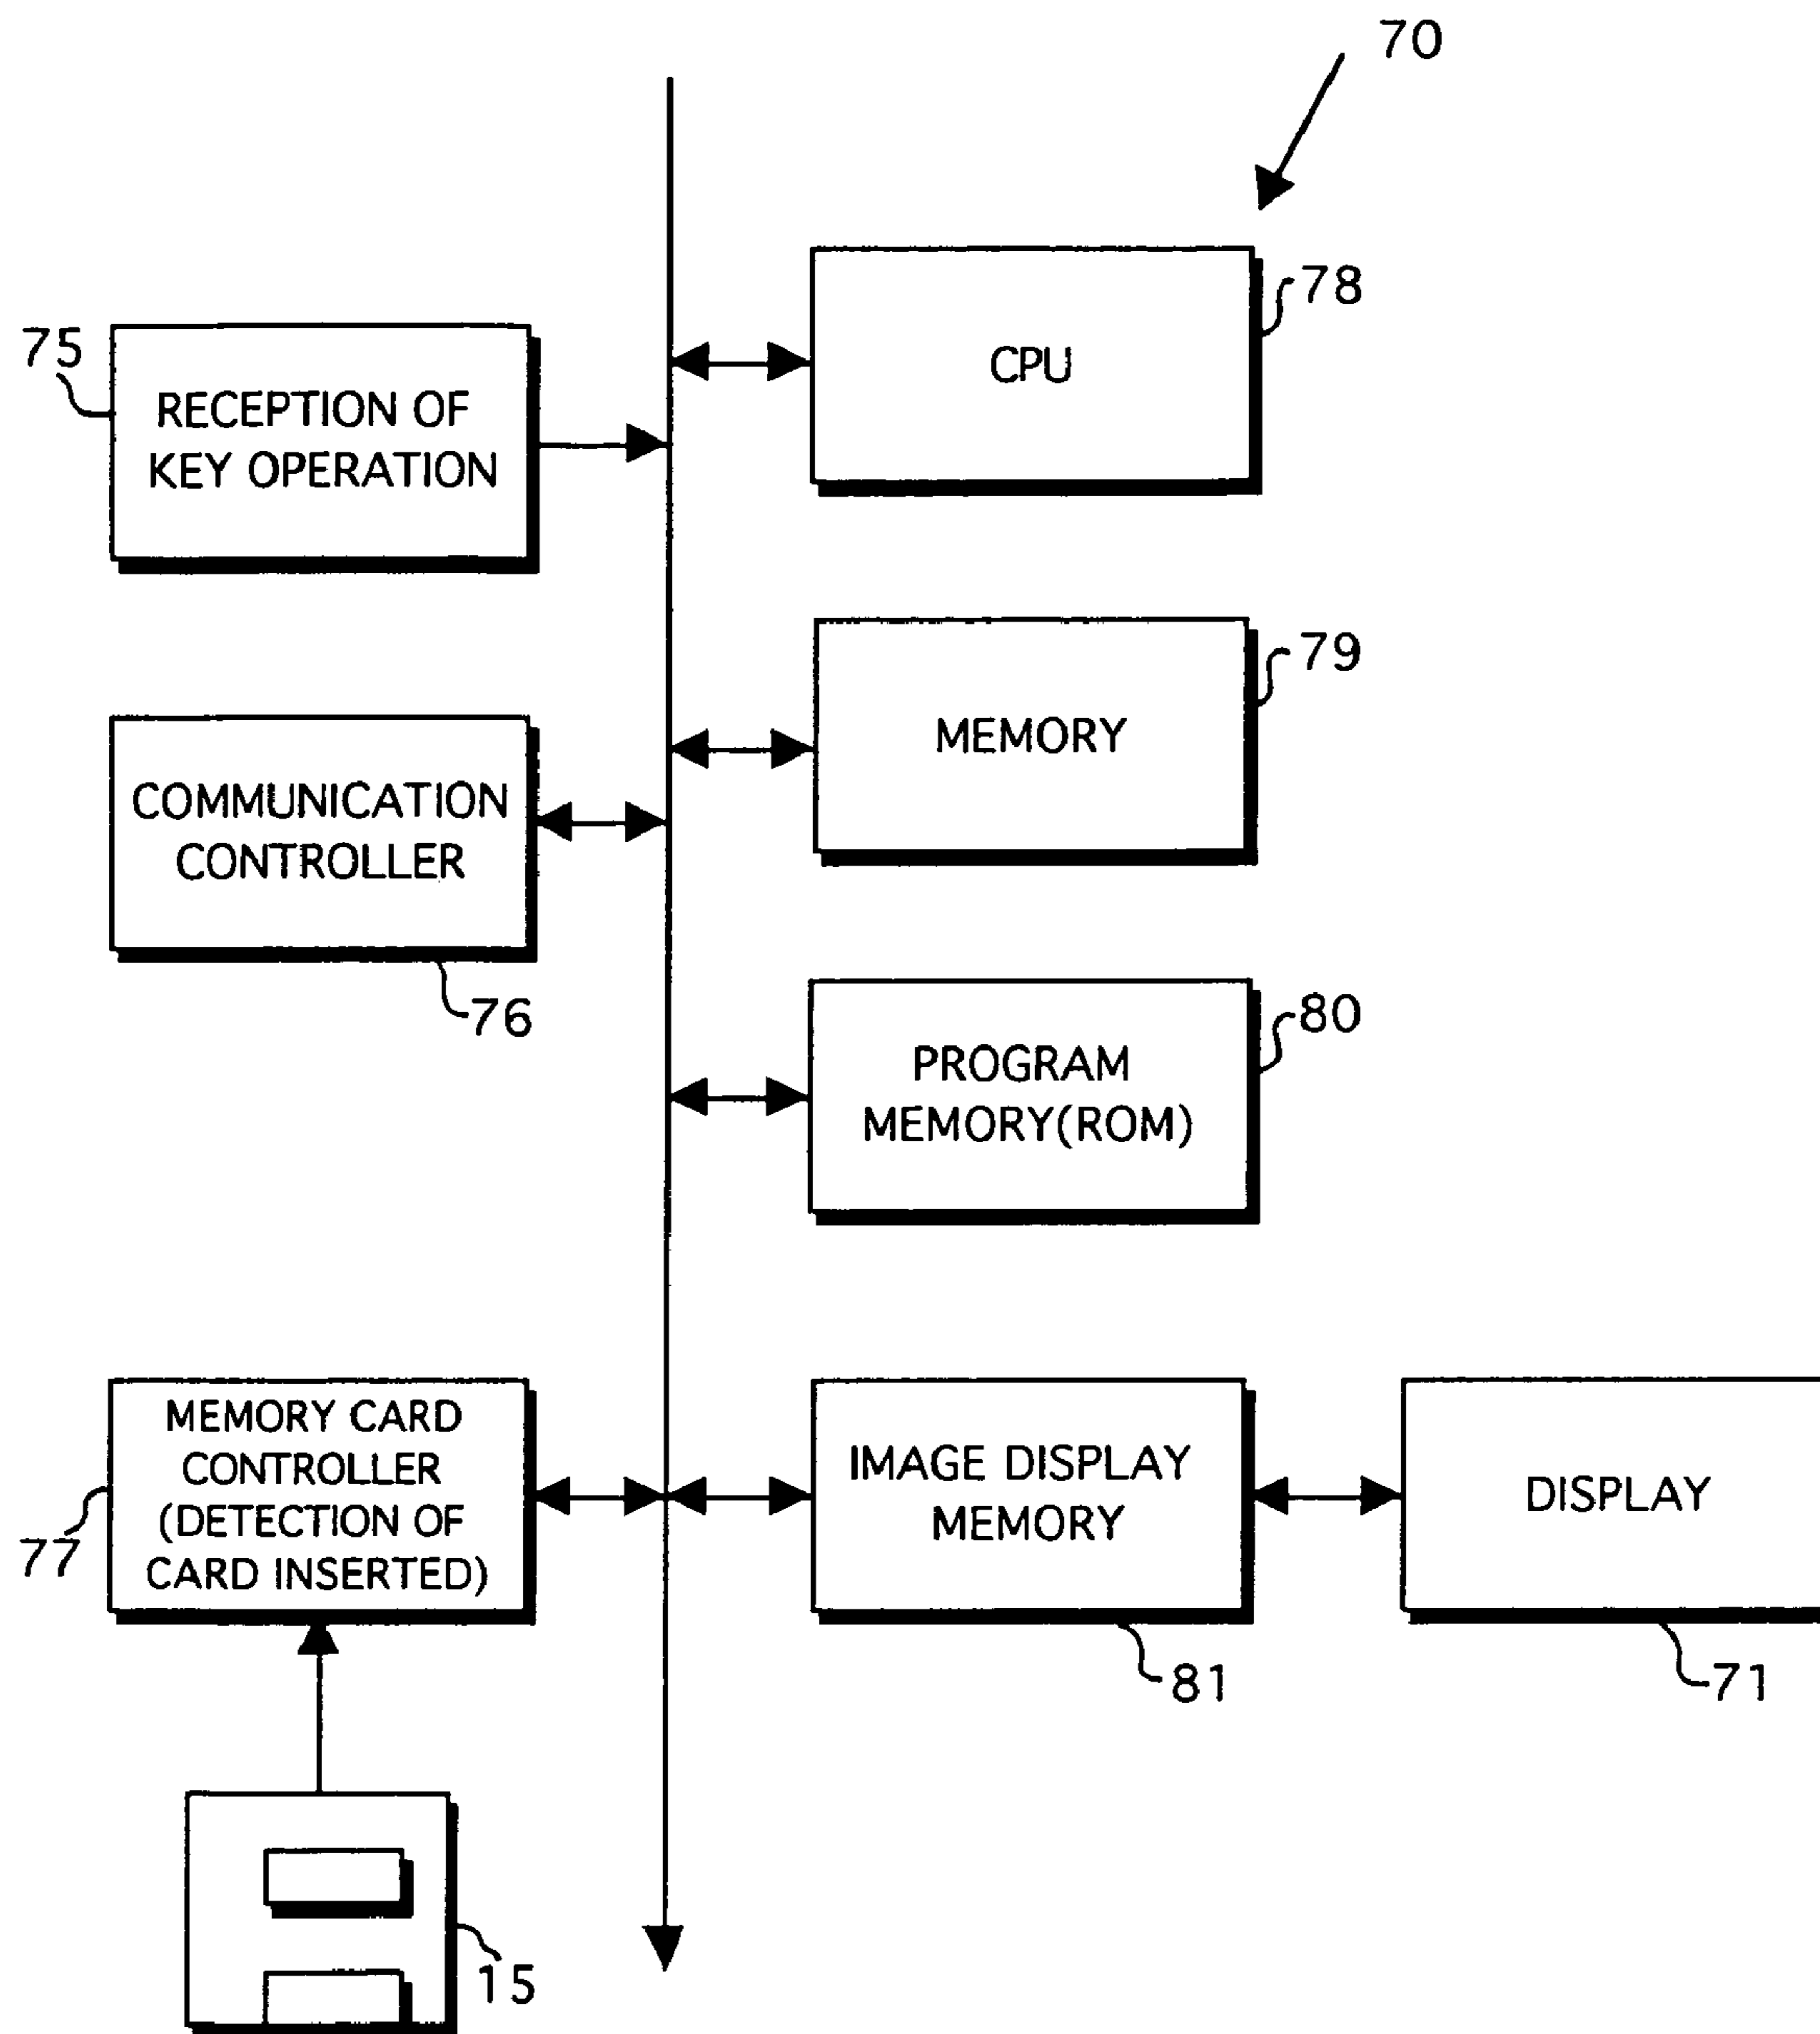 70
78
CPU
75
RECEPTION OF
KEY OPERATION
79
MEMORY
COMMUNICATION
CONTROLLER
76
80
PROGRAM
MEMORY(ROM)
MEMORY CARD
CONTROLLER
(DETECTION OF
CARD INSERTED)
77
IMAGE DISPLAY
MEMORY
81
DISPLAY
71
15